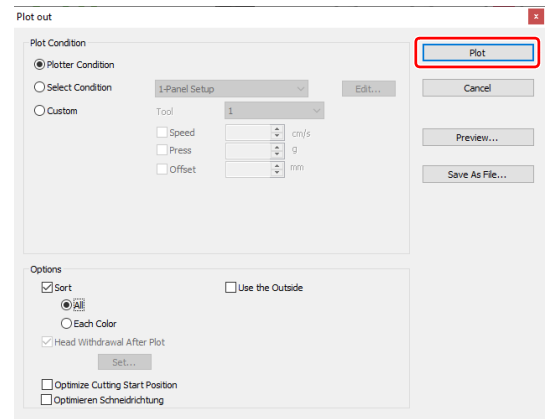 Plot out
x
Plot Condition
Plotter Condition
Select Condition 1-Panel Setup Edit...
Custom Tool 1
Speed cm/s
Press g
Offset mm
Plot
Cancel
Preview...
Save As File...
Options
Sort Use the Outside
All
Each Color
Head Withdrawal After Plot
Set...
Optimize Cutting Start Position
Optimieren Schneidrichtung